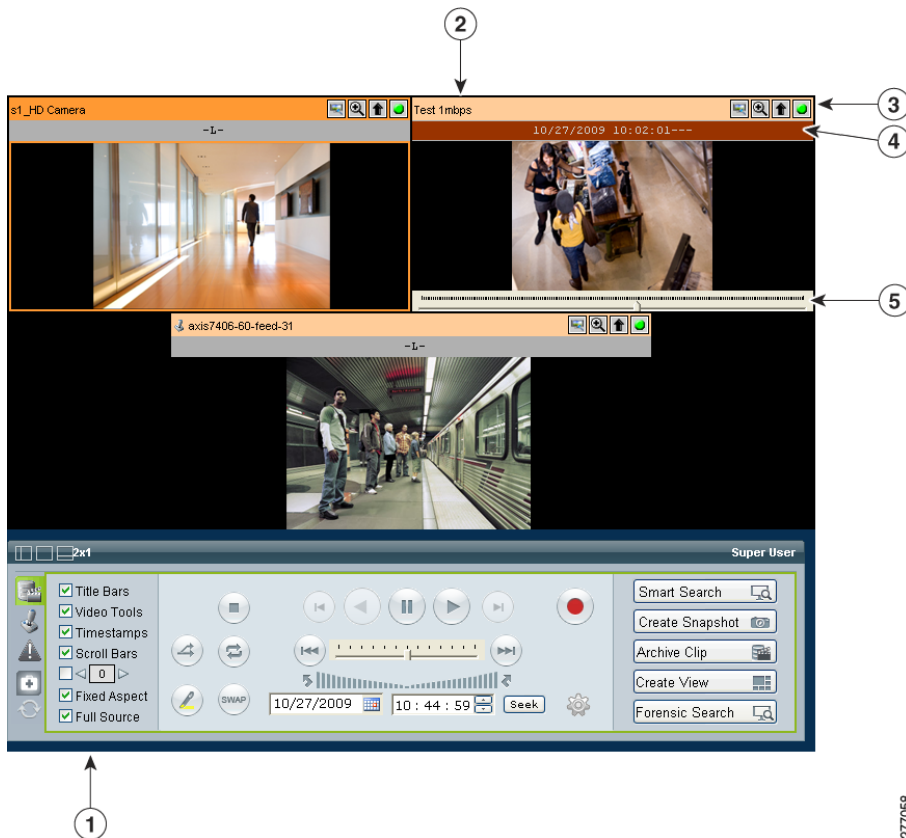 2
s1_HD Camera
Test 1mbps
3
-L-
10/27/2009 10:02:01---
4
5
axis7406-60-feed-31
-L-
2x1
Super User
Title Bars
Video Tools
Timestamps
Scroll Bars
0
Fixed Aspect
Full Source
SWAP
10/27/2009
10 : 44 : 59
Seek
Smart Search
Create Snapshot
Archive Clip
Create View
Forensic Search
1
277068